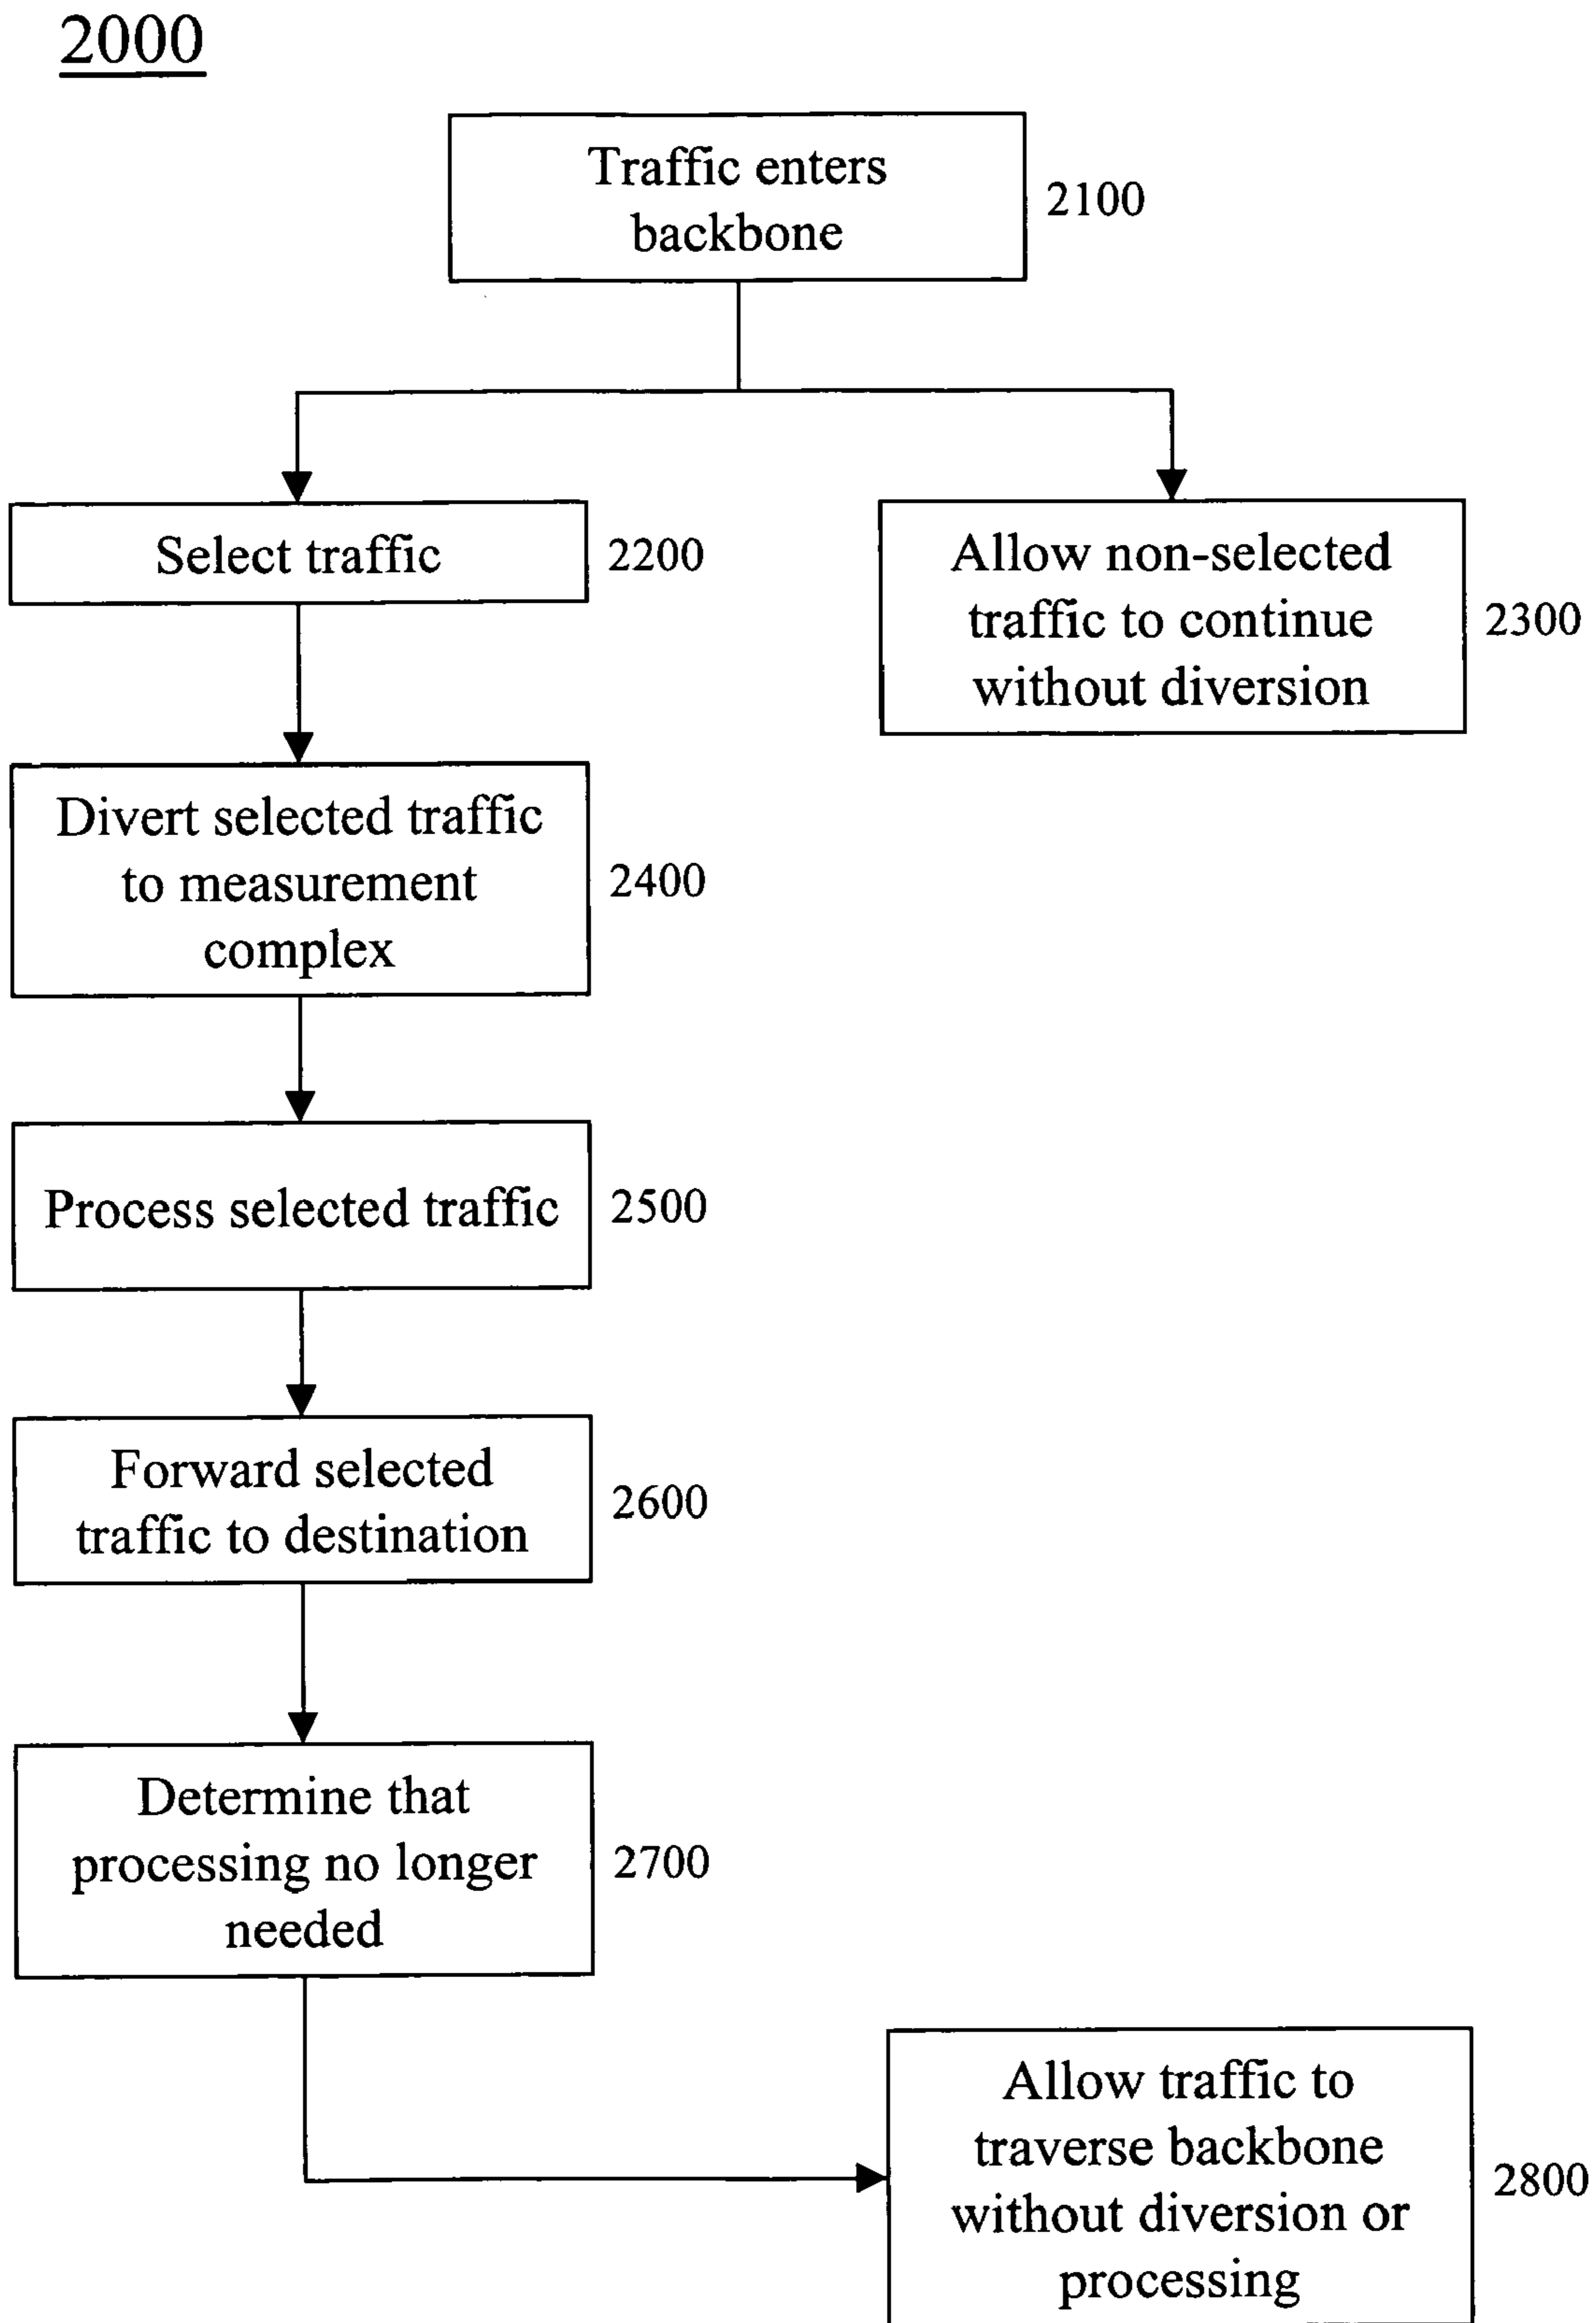 2000
Traffic enters
backbone
2100
Select traffic
2200
Allow non-selected
traffic to continue
without diversion
2300
Divert selected traffic
to measurement
complex
2400
Process selected traffic
2500
Forward selected
traffic to destination
2600
Determine that
processing no longer
needed
2700
Allow traffic to
traverse backbone
without diversion or
processing
2800